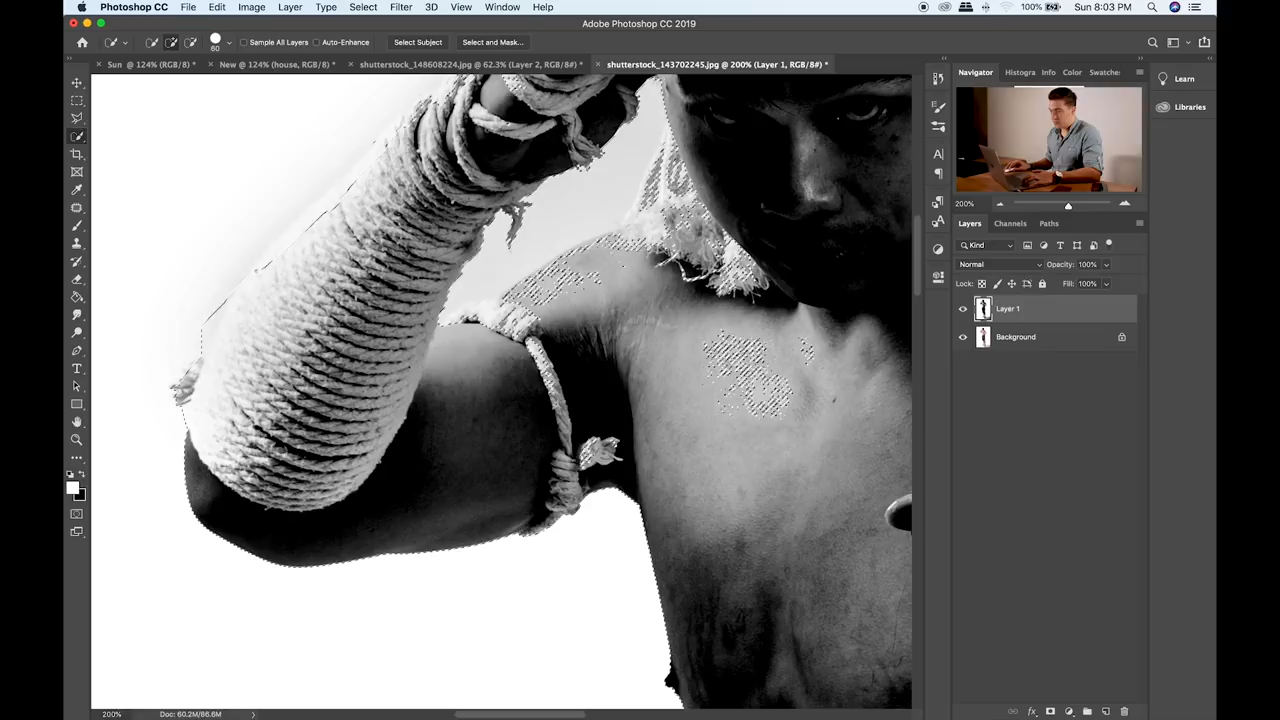 Photoshop CC File Edit Image Layer Type Select Filter 3D View Window Help 100% Sun 8:03 PM
Adobe Photoshop CC 2019
60 Sample All Layers Auto-Enhance Select Subject Select and Mask...
Sun @ 124% (RGB/8) * New @ 124% (house, RGB/8) * shutterstock_148608224.jpg @ 62.3% (Layer 2, RGB/8#) * shutterstock_143702245.jpg @ 200% (Layer 1, RGB/8#) *
Navigator Histogra Info Color Swatche: Learn
Libraries
200%
Layers Channels Paths
Kind
Normal Opacity: 100%
Lock: Fill: 100%
Layer 1
Background
200% Doc: 60.2M/86.6M